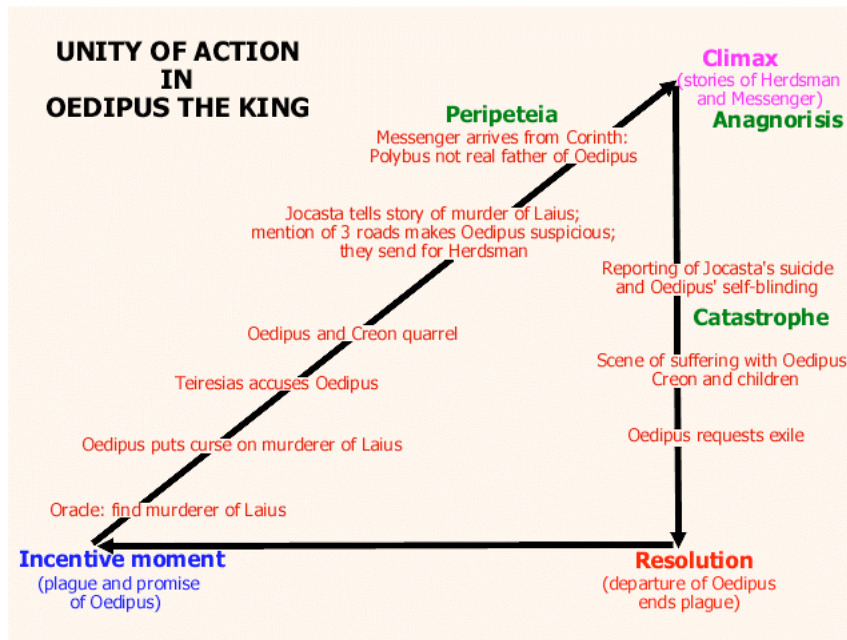 UNITY OF ACTION
IN
OEDIPUS THE KING
Climax
(stories of Herdsman
and Messenger)
Anagnorisis
Peripeteia
Messenger arrives from Corinth:
Polybus not real father of Oedipus
Jocasta tells story of murder of Laius;
mention of 3 roads makes Oedipus suspicious;
they send for Herdsman
Reporting of Jocasta's suicide
and Oedipus' self-blinding
Catastrophe
Oedipus and Creon quarrel
Scene of suffering with Oedipus
Creon and children
Teiresias accuses Oedipus
Oedipus requests exile
Oedipus puts curse on murderer of Laius
Oracle: find murderer of Laius
Incentive moment
(plague and promise
of Oedipus)
Resolution
(departure of Oedipus
ends plague)